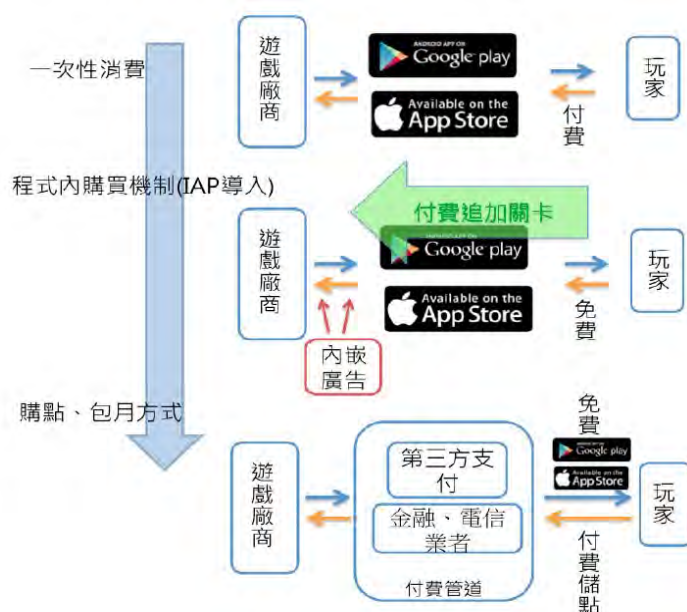 一次性消費
遊戲廠商
ANDROID APP ON
Google play
Available on the
App Store
付費
玩家
程式內購買機制(IAP導入)
付費追加關卡
遊戲廠商
ANDROID APP ON
Google play
Available on the
App Store
免費
玩家
內嵌
廣告
購點、包月方式
遊戲廠商
第三方支
付
金融、電信
業者
付費管道
免費
Google play
Available on the
App Store
付費儲點
玩家